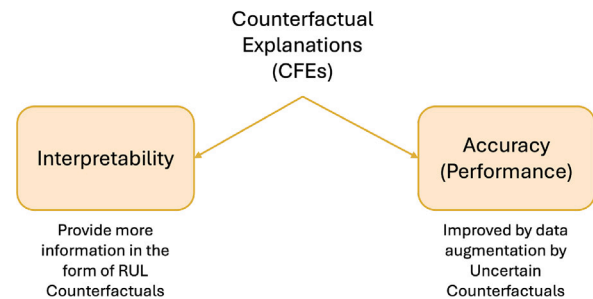 Counterfactual
Explanations
(CFEs)
Interpretability
Accuracy
(Performance)
Provide more
information in the
form of RUL
Counterfactuals
Improved by data
augmentation by
Uncertain
Counterfactuals